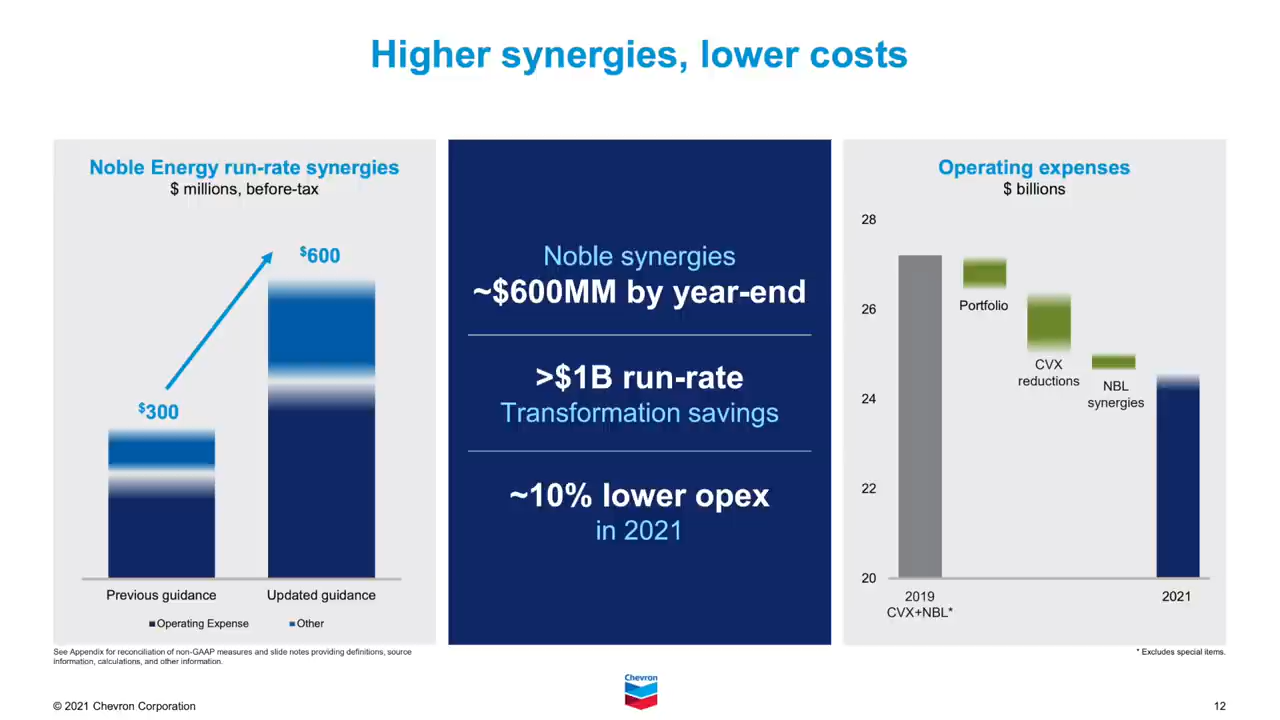 Higher synergies, lower costs
Noble Energy run-rate synergies
$ millions, before-tax
$600
$300
Previous guidance
Updated guidance
Operating Expense
Other
See Appendix for reconciliation of non-GAAP measures and slide notes providing definitions, source
information, calculations, and other information.
Noble synergies
~$600MM by year-end
>$1B run-rate
Transformation savings
~10% lower opex
in 2021
Operating expenses
$ billions
28
26
24
22
20
Portfolio
CVX
reductions
NBL
synergies
2019
CVX+NBL*
2021
* Excludes special items.
© 2021 Chevron Corporation
Chevron
12